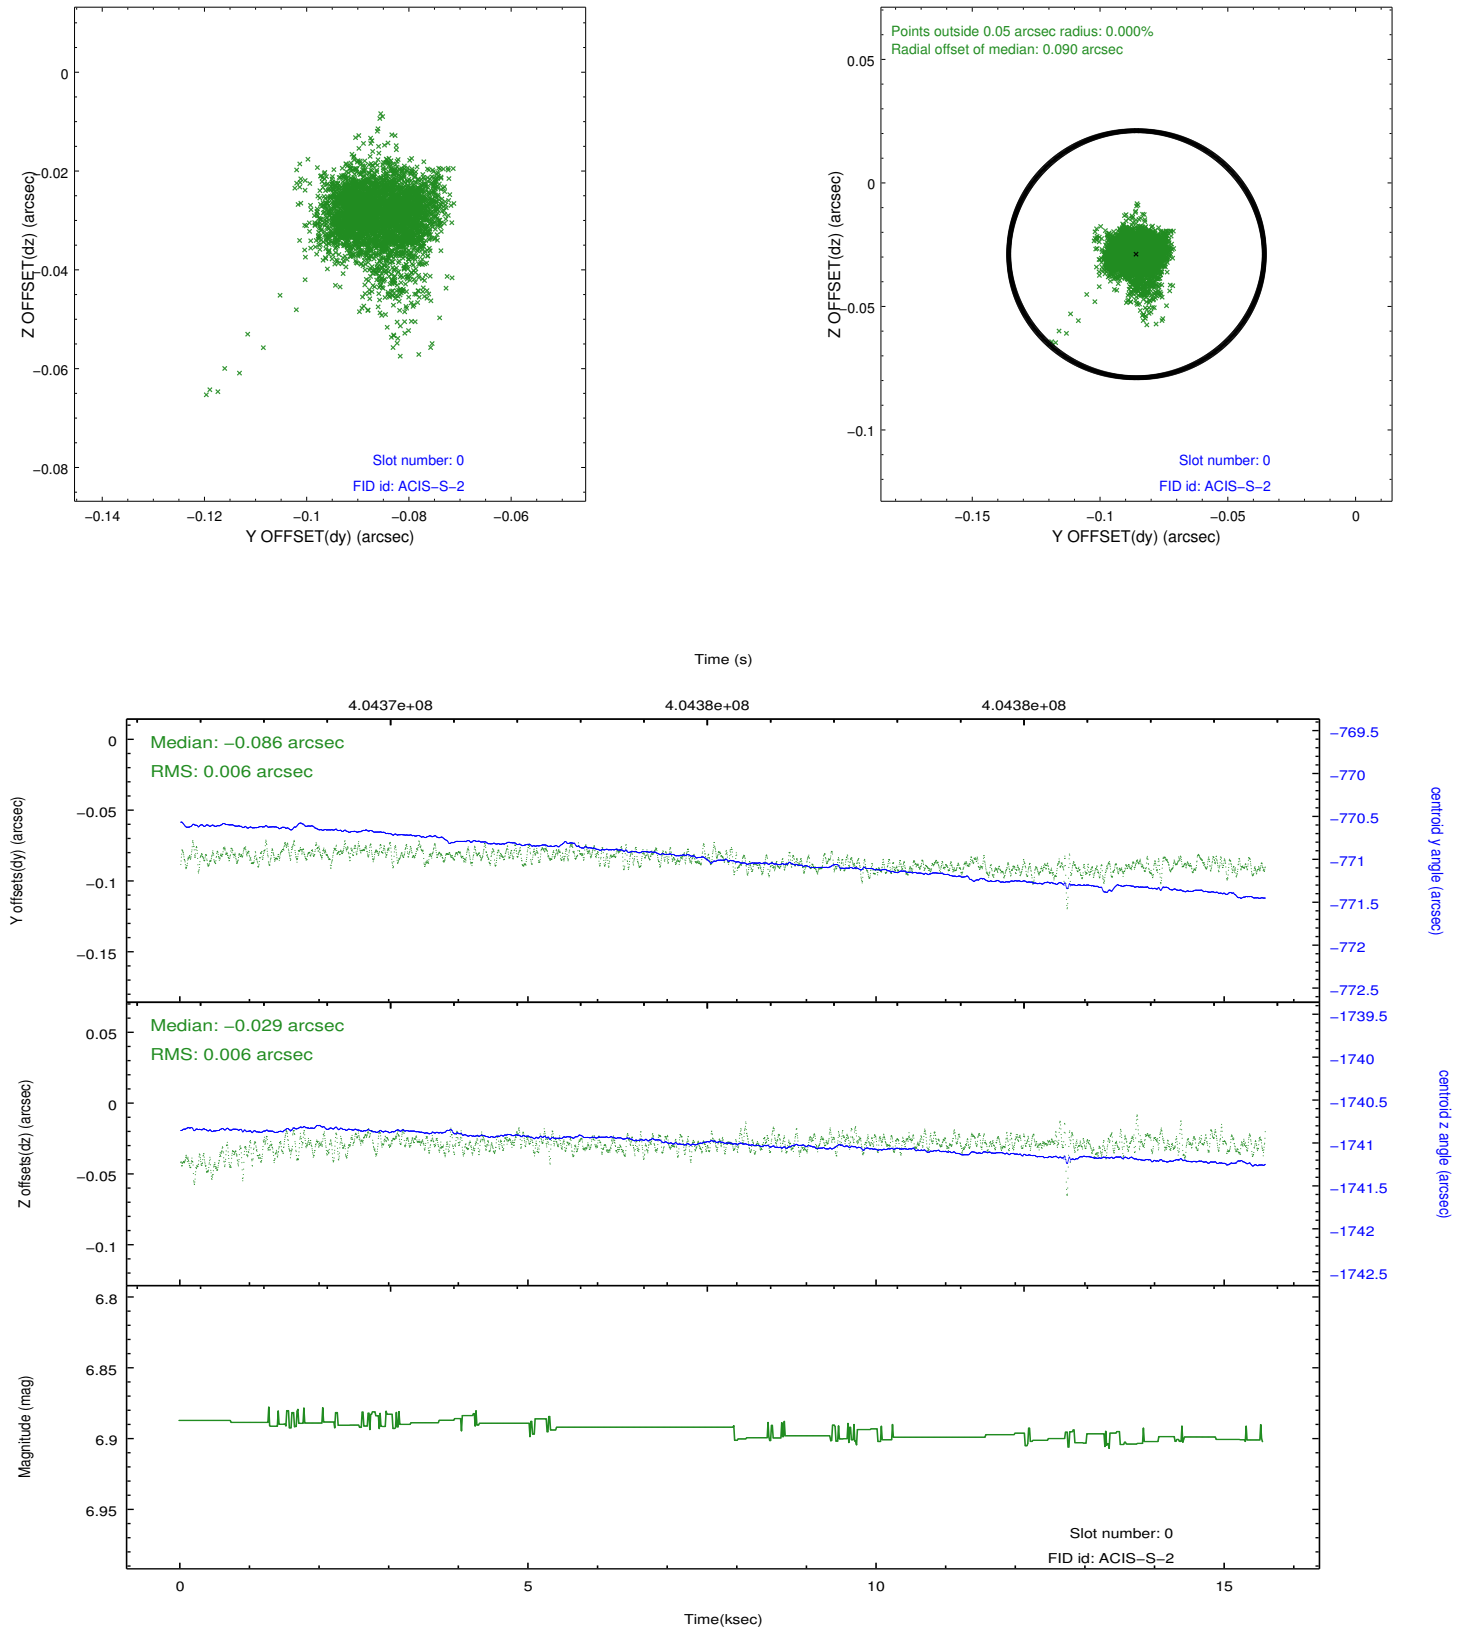 0
−0.02
−0.04
−0.06
−0.08
Z OFFSET(dz) (arcsec)
Slot number: 0
FID id: ACIS−S−2
−0.14
−0.12
−0.1
−0.08
−0.06
Y OFFSET(dy) (arcsec)
Points outside 0.05 arcsec radius: 0.000%
Radial offset of median: 0.090 arcsec
0.05
0
−0.05
−0.1
Z OFFSET(dz) (arcsec)
Slot number: 0
FID id: ACIS−S−2
−0.15
−0.1
−0.05
0
Y OFFSET(dy) (arcsec)
Time (s)
4.0437e+08
4.0438e+08
4.0438e+08
Median: −0.086 arcsec
RMS: 0.006 arcsec
0
−0.05
−0.1
−0.15
Y offsets(dy) (arcsec)
−769.5
−770
−770.5
−771
−771.5
−772
−772.5
centroid y angle (arcsec)
Median: −0.029 arcsec
RMS: 0.006 arcsec
0.05
0
−0.05
−0.1
Z offsets(dz) (arcsec)
−1739.5
−1740
−1740.5
−1741
−1741.5
−1742
−1742.5
centroid z angle (arcsec)
6.8
6.85
6.9
6.95
Magnitude (mag)
Slot number: 0
FID id: ACIS−S−2
0
5
10
15
Time(ksec)